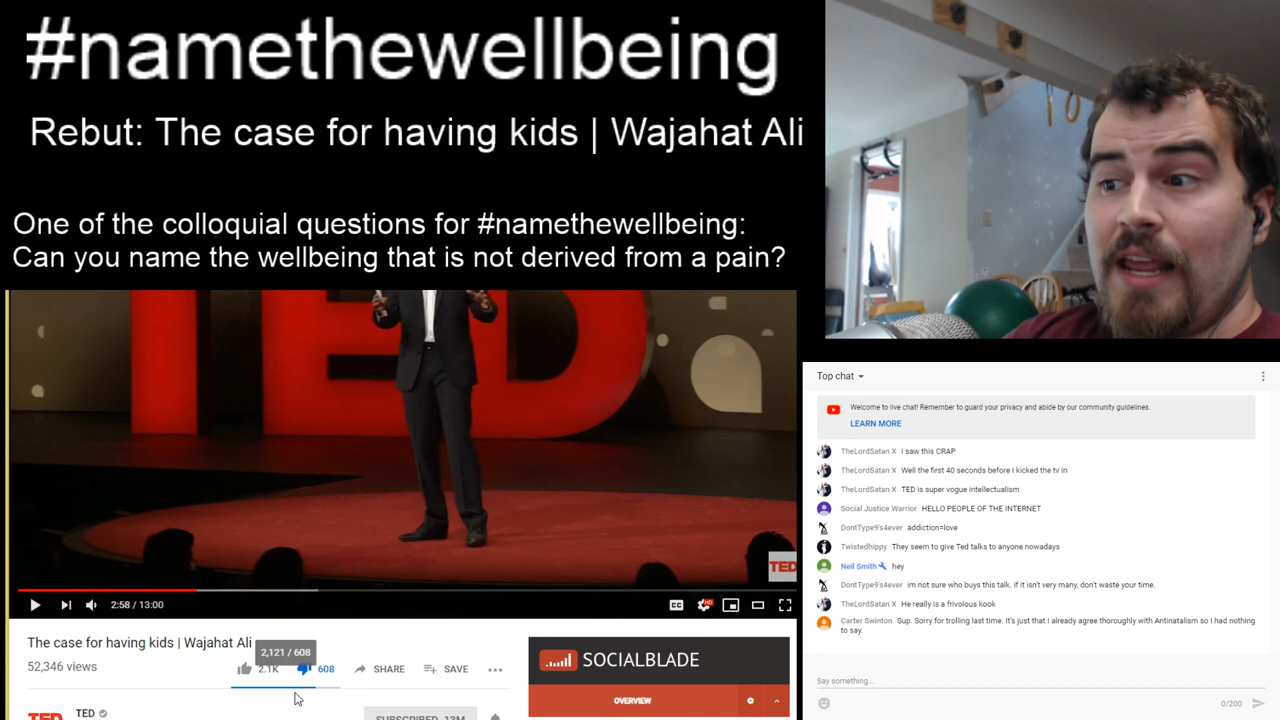 #namethewellbeing
Rebut: The case for having kids | Wajahat Ali
One of the colloquial questions for #namethewellbeing:
Can you name the wellbeing that is not derived from a pain?
TED
TED
2:58 / 13:00
CC
HD
The case for having kids | Wajahat Ali
2,121 / 608
52,346 views
2.1K
608
SHARE
SAVE
TED
TED
SUBSCRIBED 13M
SOCIALBLADE
OVERVIEW
Top chat
Welcome to live chat! Remember to guard your privacy and abide by our community guidelines.
LEARN MORE
TheLordSatan X I saw this CRAP
TheLordSatan X Well the first 40 seconds before I kicked the tv in
TheLordSatan X TED is super vogue intellectualism
Social Justice Warrior HELLO PEOPLE OF THE INTERNET
DontType9's4ever addiction=love
Twistedhippy They seem to give Ted talks to anyone nowadays
Neil Smith hey
DontType9's4ever im not sure who buys this talk. if it isn't very many, don't waste your time.
TheLordSatan X He really is a frivolous kook
Carter Swinton Sup. Sorry for trolling last time. It's just that I already agree thoroughly with Antinatalism so I had nothing
to say.
Say something...
0/200